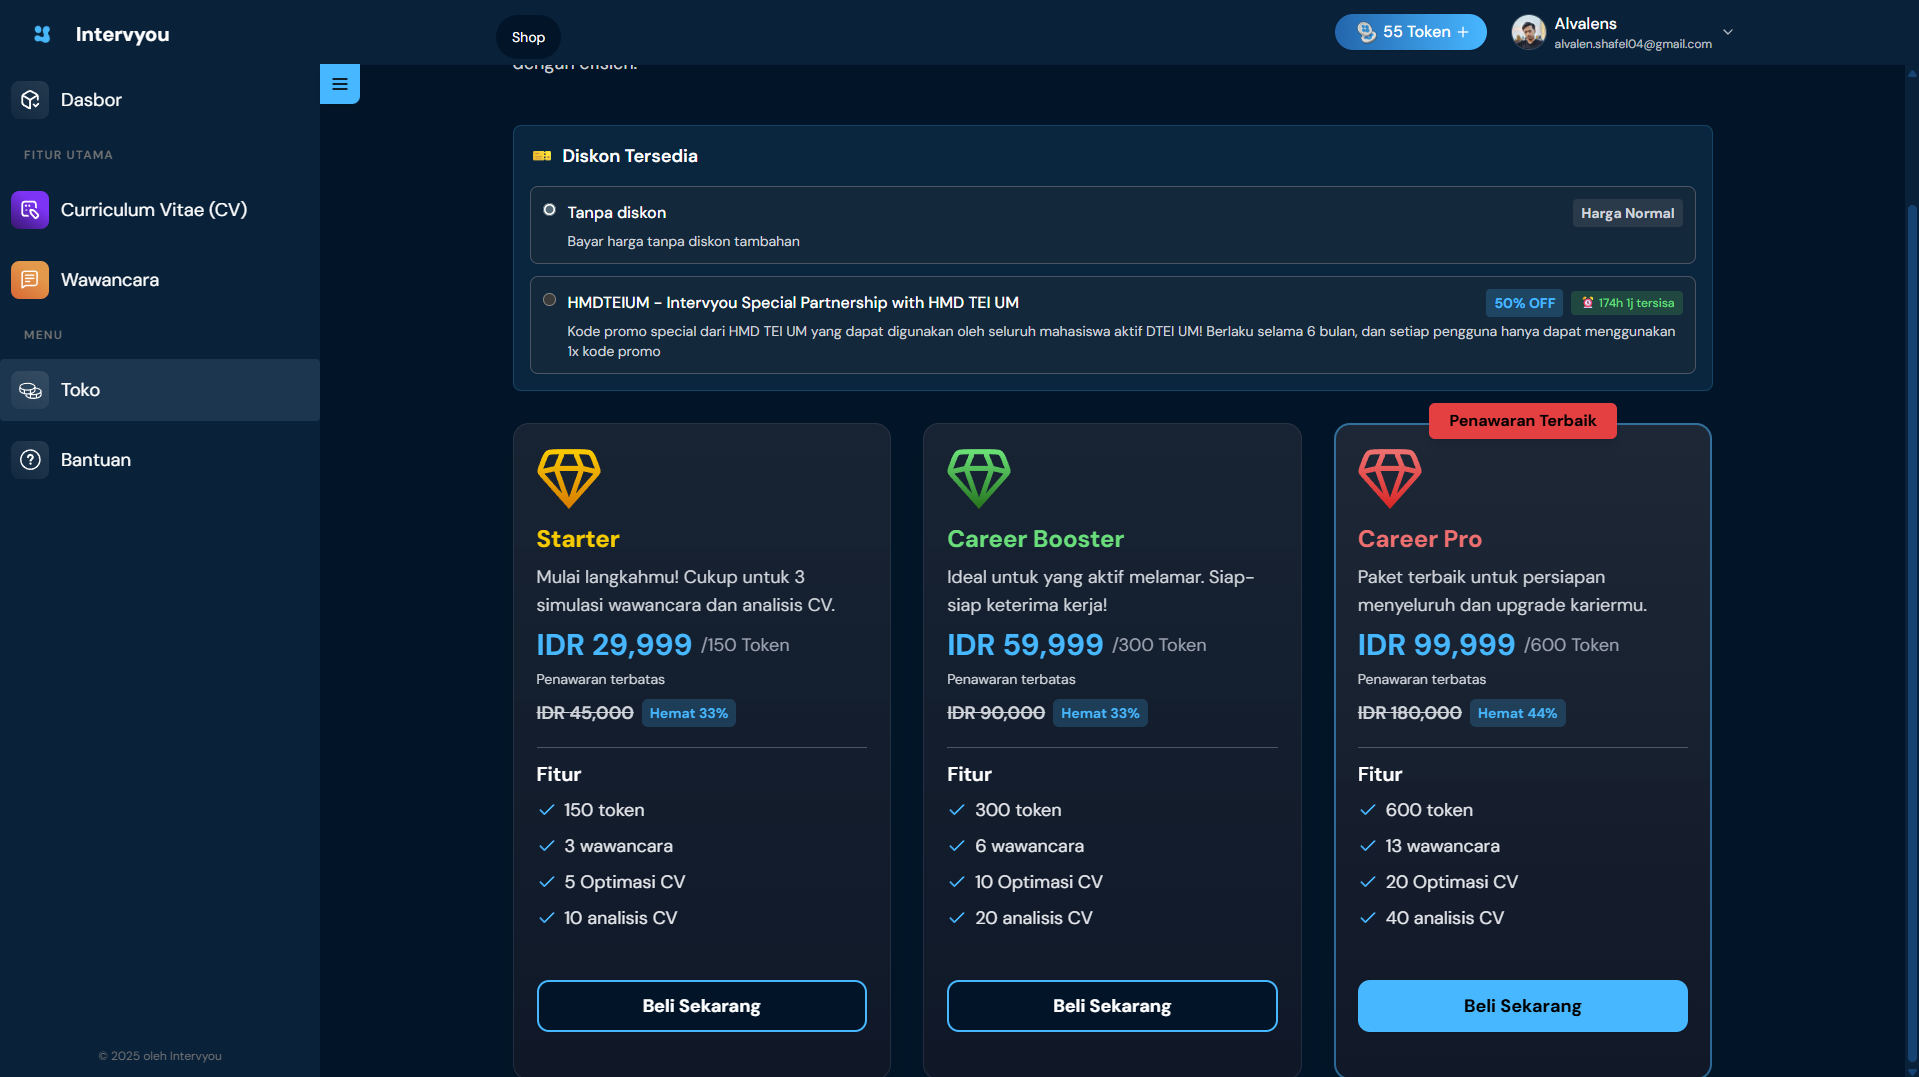 Intervyou
Shop
55 Token +
Alvalens
alvalen.shafel04@gmail.com
Dasbor
FITUR UTAMA
Curriculum Vitae (CV)
Wawancara
MENU
Toko
Bantuan
© 2025 oleh Intervyou
dengan efisien.
Diskon Tersedia
Tanpa diskon
Harga Normal
Bayar harga tanpa diskon tambahan
HMDTEIUM - Intervyou Special Partnership with HMD TEI UM
50% OFF
174h 1j tersisa
Kode promo special dari HMD TEI UM yang dapat digunakan oleh seluruh mahasiswa aktif DTEI UM! Berlaku selama 6 bulan, dan setiap pengguna hanya dapat menggunakan
1x kode promo
Starter
Mulai langkahmu! Cukup untuk 3
simulasi wawancara dan analisis CV.
IDR 29,999 /150 Token
Penawaran terbatas
IDR 45,000 Hemat 33%
Fitur
150 token
3 wawancara
5 Optimasi CV
10 analisis CV
Beli Sekarang
Career Booster
Ideal untuk yang aktif melamar. Siap-
siap keterima kerja!
IDR 59,999 /300 Token
Penawaran terbatas
IDR 90,000 Hemat 33%
Fitur
300 token
6 wawancara
10 Optimasi CV
20 analisis CV
Beli Sekarang
Penawaran Terbaik
Career Pro
Paket terbaik untuk persiapan
menyeluruh dan upgrade kariermu.
IDR 99,999 /600 Token
Penawaran terbatas
IDR 180,000 Hemat 44%
Fitur
600 token
13 wawancara
20 Optimasi CV
40 analisis CV
Beli Sekarang